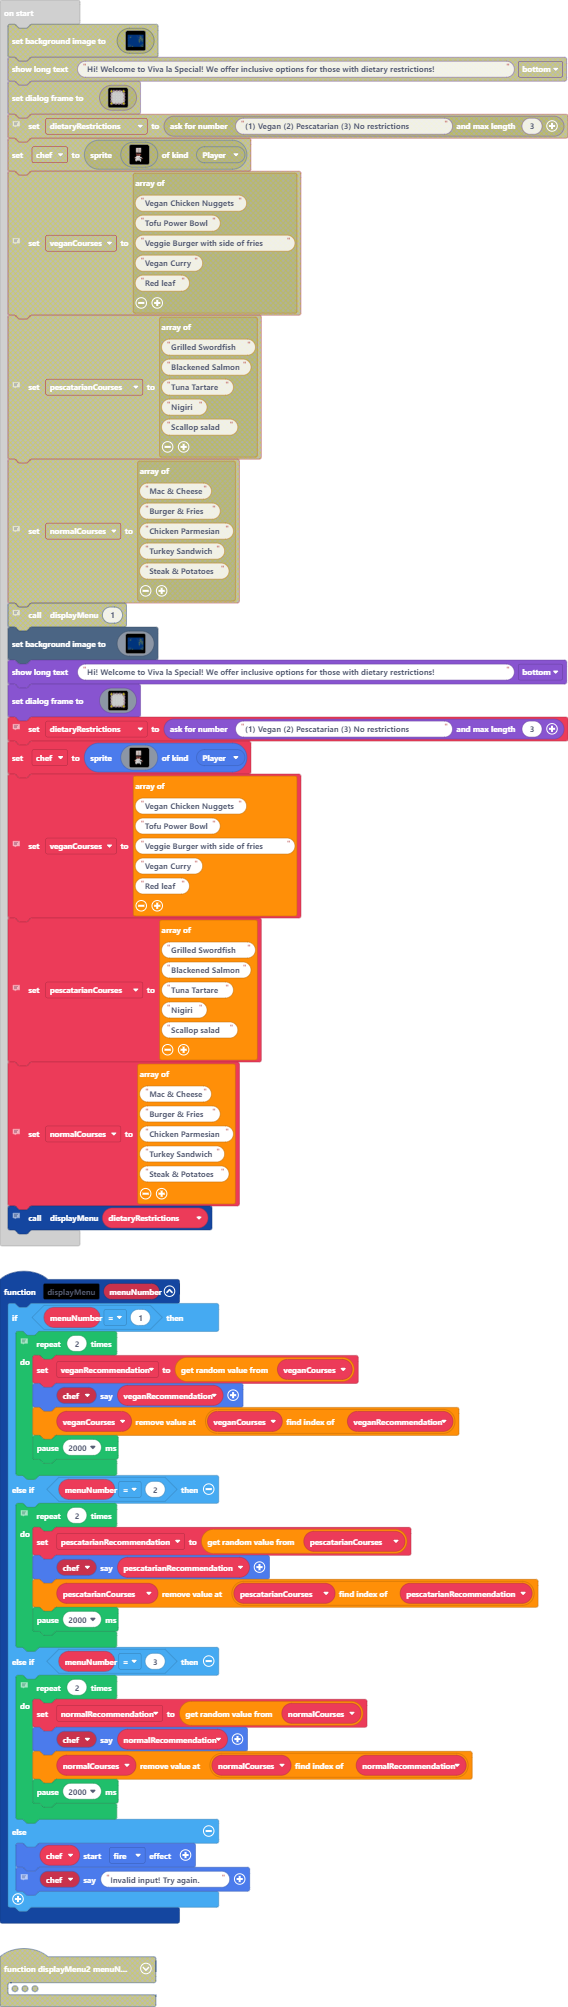 on start
set background image to
show long text "Hi! Welcome to Viva la Special! We offer inclusive options for those with dietary restrictions!" bottom
set dialog frame to
set dietaryRestrictions to ask for number "(1) Vegan (2) Pescatarian (3) No restrictions" and max length 3
set chef to sprite of kind Player
array of
"Vegan Chicken Nuggets"
"Tofu Power Bowl"
set veganCourses to "Veggie Burger with side of fries"
"Vegan Curry"
"Red leaf"
array of
"Grilled Swordfish"
"Blackened Salmon"
set pescatarianCourses to "Tuna Tartare"
"Nigiri"
"Scallop salad"
array of
"Mac & Cheese"
"Burger & Fries"
set normalCourses to "Chicken Parmesian"
"Turkey Sandwich"
"Steak & Potatoes"
call displayMenu 1
set background image to
show long text "Hi! Welcome to Viva la Special! We offer inclusive options for those with dietary restrictions!" bottom
set dialog frame to
set dietaryRestrictions to ask for number "(1) Vegan (2) Pescatarian (3) No restrictions" and max length 3
set chef to sprite of kind Player
array of
"Vegan Chicken Nuggets"
"Tofu Power Bowl"
set veganCourses to "Veggie Burger with side of fries"
"Vegan Curry"
"Red leaf"
array of
"Grilled Swordfish"
"Blackened Salmon"
set pescatarianCourses to "Tuna Tartare"
"Nigiri"
"Scallop salad"
array of
"Mac & Cheese"
"Burger & Fries"
set normalCourses to "Chicken Parmesian"
"Turkey Sandwich"
"Steak & Potatoes"
call displayMenu dietaryRestrictions
function displayMenu menuNumber
if menuNumber = 1 then
repeat 2 times
do set veganRecommendation to get random value from veganCourses
chef say veganRecommendation
veganCourses remove value at veganCourses find index of veganRecommendation
pause 2000 ms
else if menuNumber = 2 then
repeat 2 times
do set pescatarianRecommendation to get random value from pescatarianCourses
chef say pescatarianRecommendation
pescatarianCourses remove value at pescatarianCourses find index of pescatarianRecommendation
pause 2000 ms
else if menuNumber = 3 then
repeat 2 times
do set normalRecommendation to get random value from normalCourses
chef say normalRecommendation
normalCourses remove value at normalCourses find index of normalRecommendation
pause 2000 ms
else
chef start fire effect
chef say "Invalid input! Try again."
function displayMenu2 menuN...